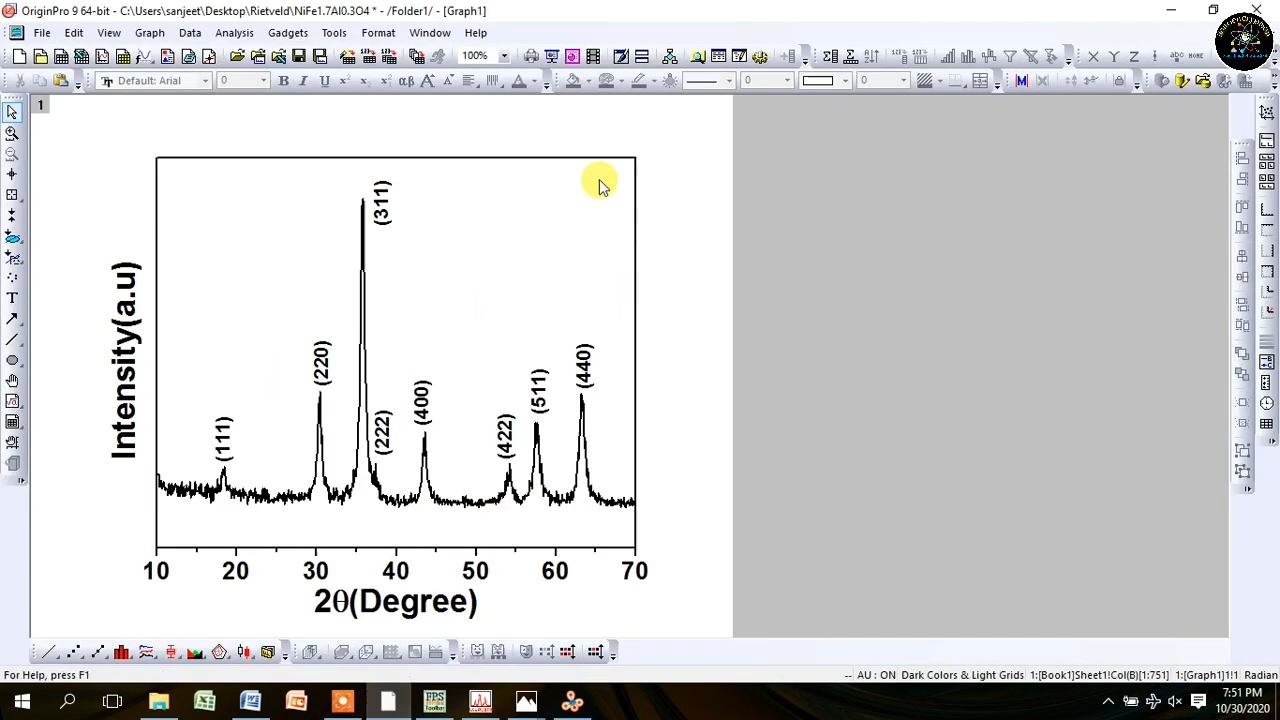 OriginPro 9 64-bit - C:\Users\sanjeet\Desktop\Rietveld\NiFe1.7Al0.3O4 * - /Folder1/ - [Graph1]
File Edit View Graph Data Analysis Gadgets Tools Format Window Help
100%
Default: Arial 0 B I U αβ A 0 0 M
X Y Z
1
(311)
(220)
(440)
(511)
(400)
(222)
(422)
(111)
Intensity(a.u)
10 20 30 40 50 60 70
2θ(Degree)
For Help, press F1
-- AU : ON Dark Colors & Light Grids 1:[Book1]Sheet1!Col(B)[1:751] 1:[Graph1]1!1 Radian
7:51 PM
10/30/2020